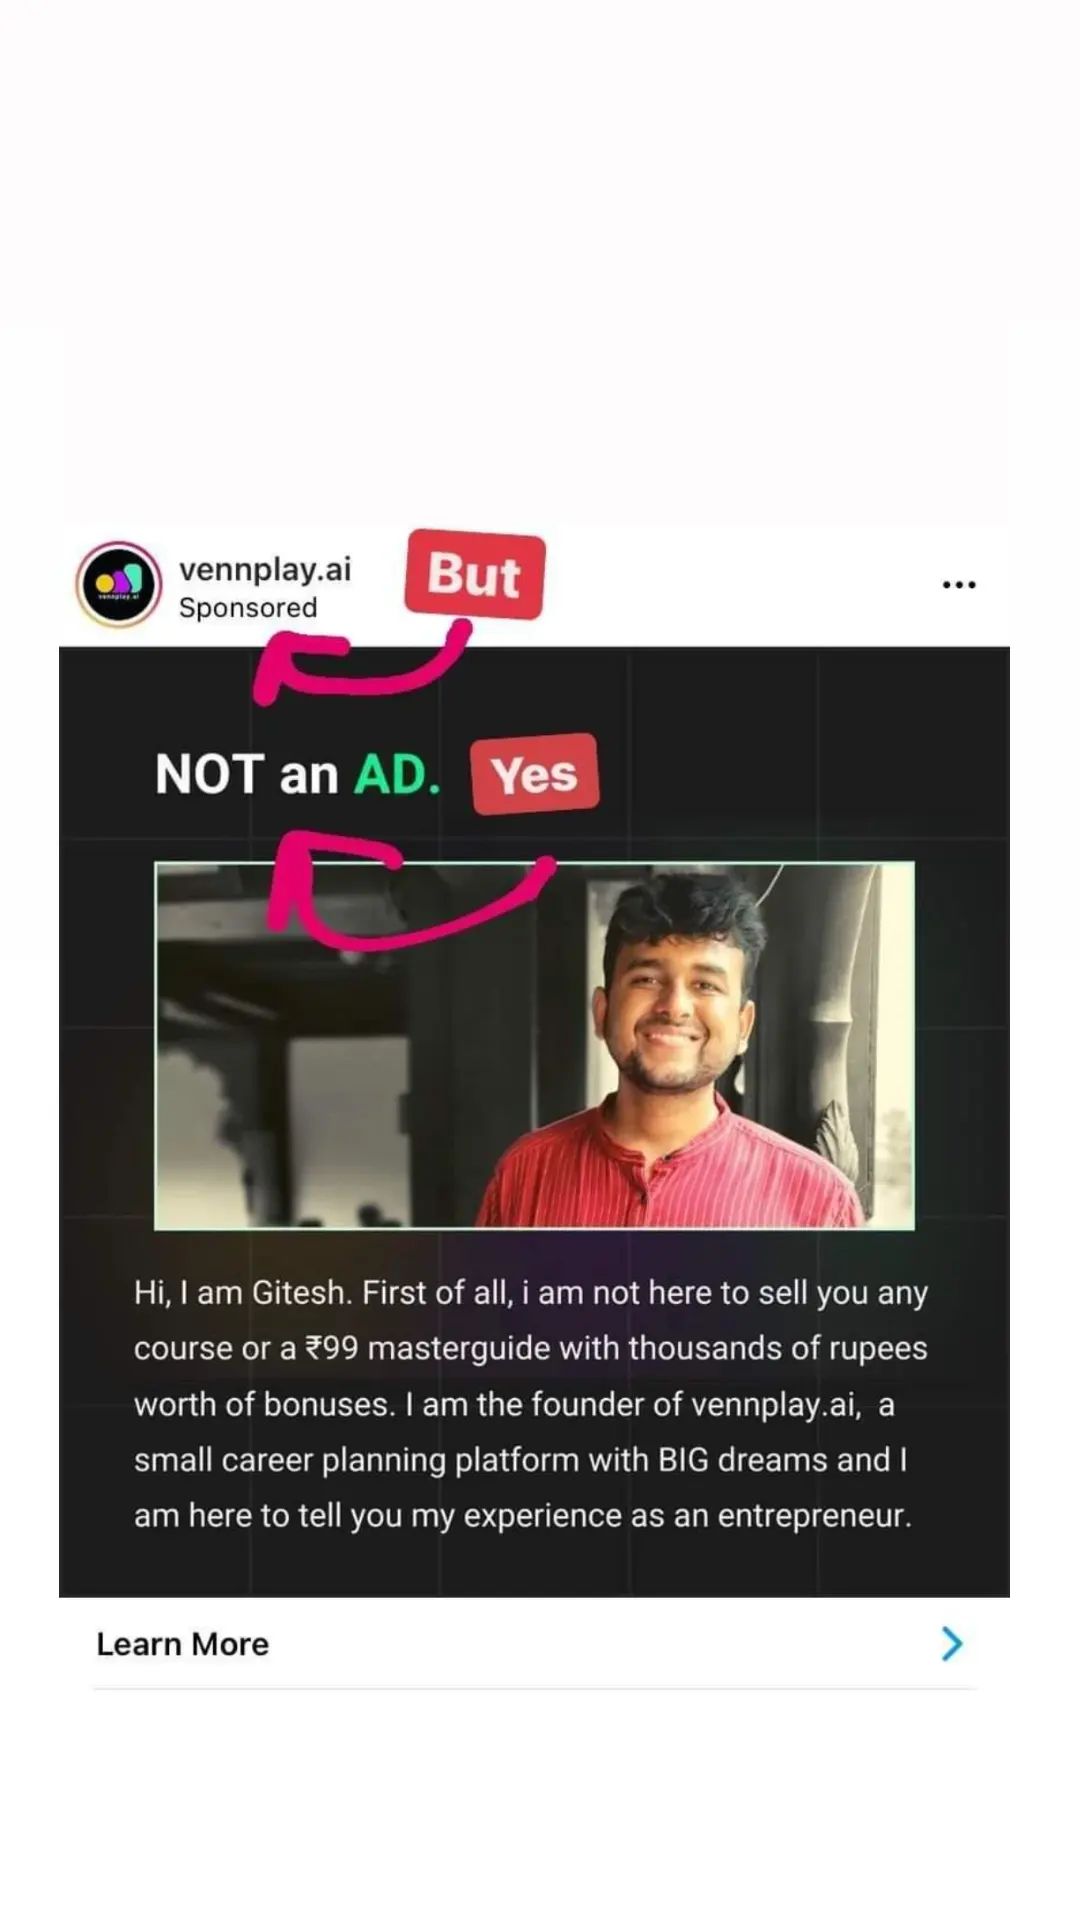 vennplay.ai
Sponsored
But
NOT an AD.
Yes
Hi, I am Gitesh. First of all, i am not here to sell you any
course or a ₹99 masterguide with thousands of rupees
worth of bonuses. I am the founder of vennplay.ai, a
small career planning platform with BIG dreams and I
am here to tell you my experience as an entrepreneur.
Learn More